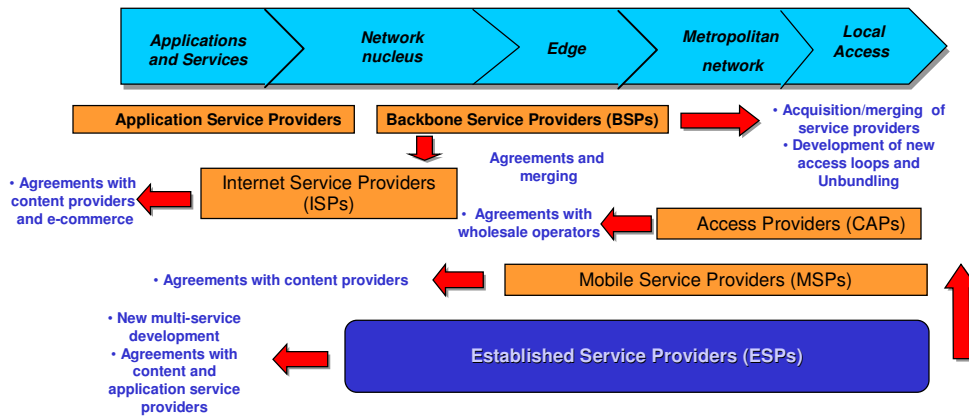 Applications
and Services
Network
nucleus
Edge
Metropolitan
network
Local
Access
Application Service Providers
Backbone Service Providers (BSPs)
• Acquisition/merging of
service providers
• Development of new
access loops and
Unbundling
Agreements and
merging
• Agreements with
content providers
and e-commerce
Internet Service Providers
(ISPs)
• Agreements with
wholesale operators
Access Providers (CAPs)
• Agreements with content providers
Mobile Service Providers (MSPs)
• New multi-service
development
• Agreements with
content and
application service
providers
Established Service Providers (ESPs)